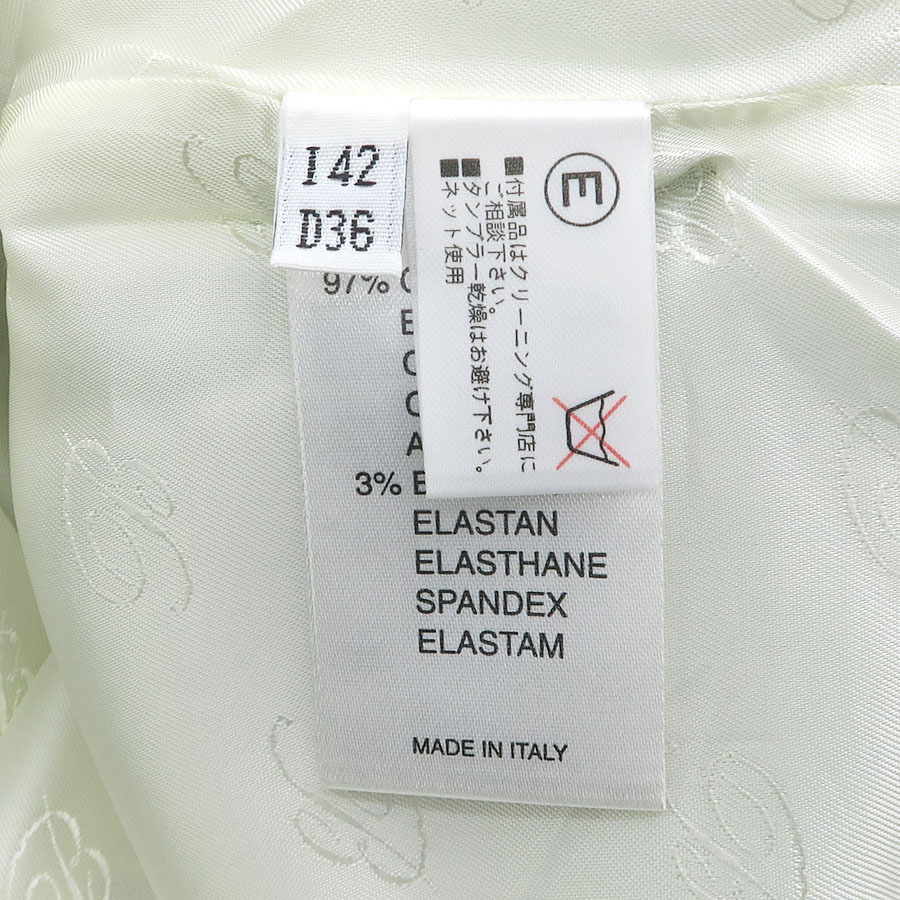 I 42
D36
E
■付属品はクリーニング専門店に
ご相談下さい。
■タンブラー乾燥はお避け下さい。
■ネット使用
97%
3%
ELASTAN
ELASTHANE
SPANDEX
ELASTAM
MADE IN ITALY